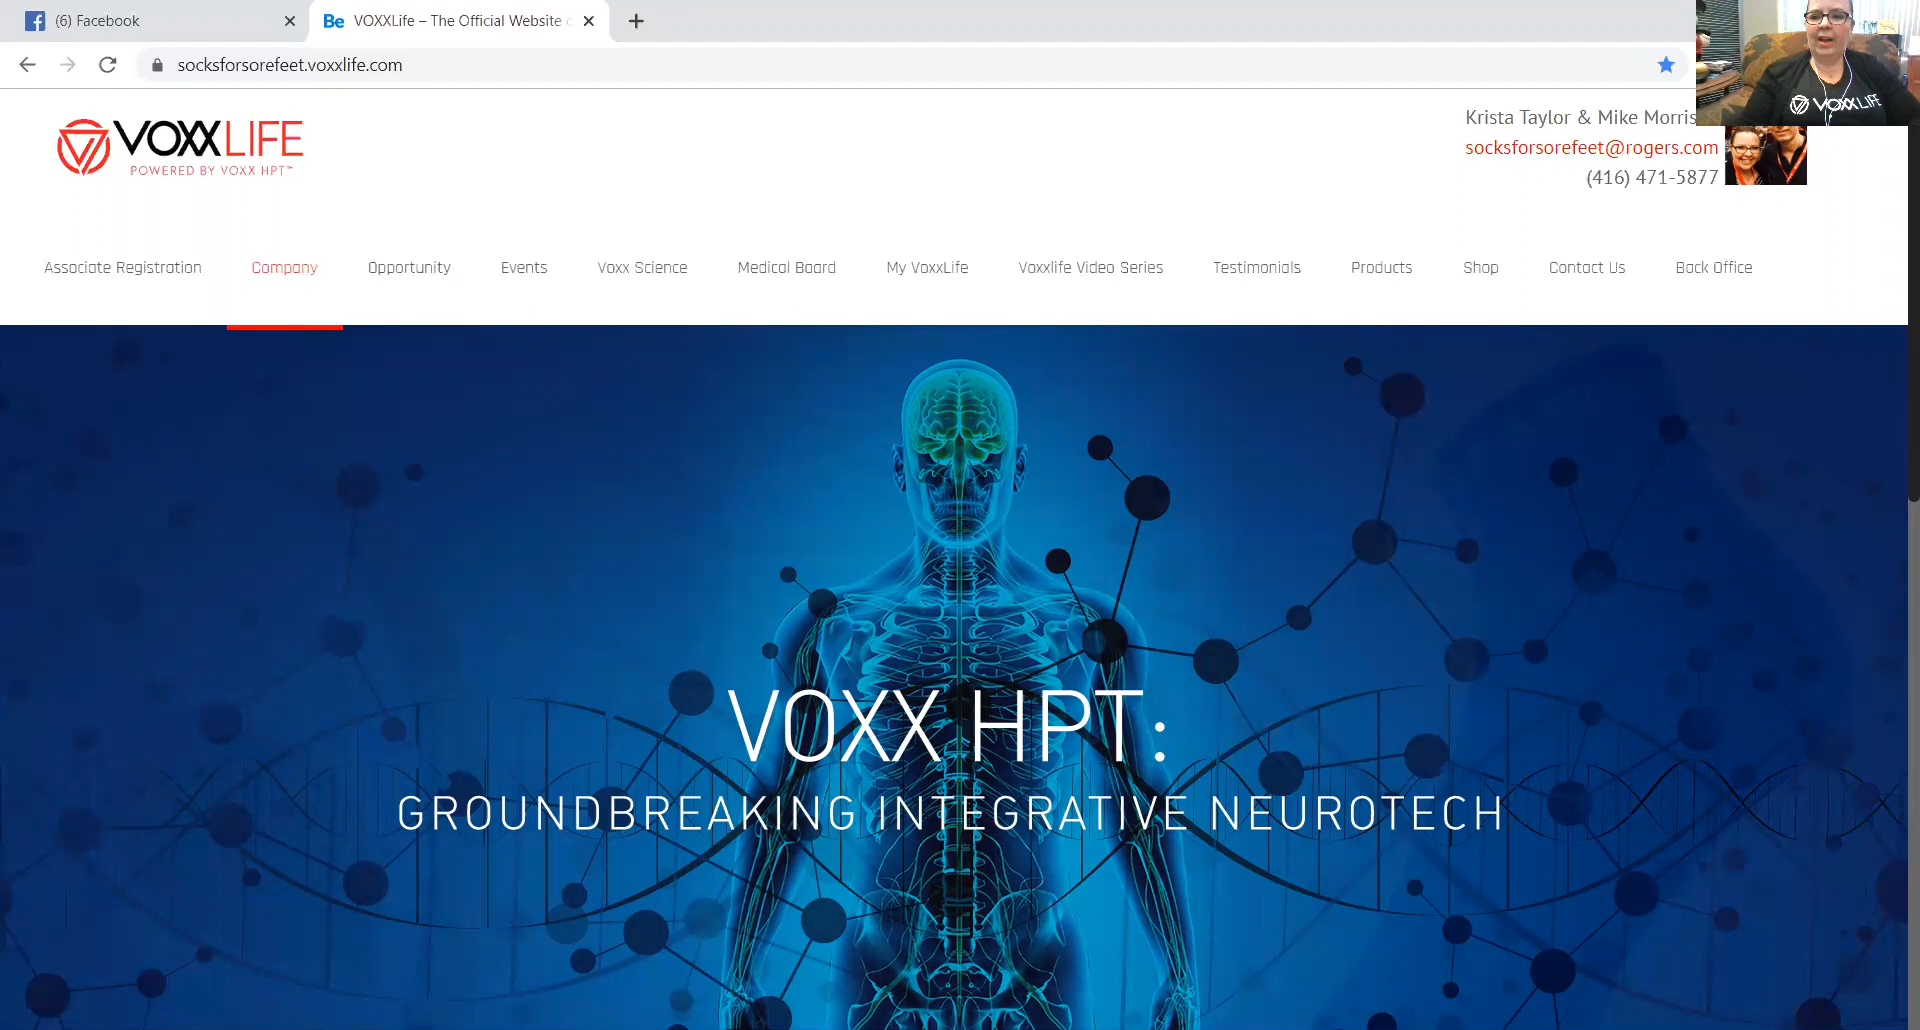 (6) Facebook
Be VOXXLife – The Official Website
socksforsorefeet.voxxlife.com
VOXXLIFE
POWERED BY VOXX HPT™
Krista Taylor & Mike Morris
socksforsorefeet@rogers.com
(416) 471-5877
VOXXLIFE
Associate Registration Company Opportunity Events Voxx Science Medical Board My VoxxLife Voxxlife Video Series Testimonials Products Shop Contact Us Back Office
VOXX HPT:
GROUNDBREAKING INTEGRATIVE NEUROTECH